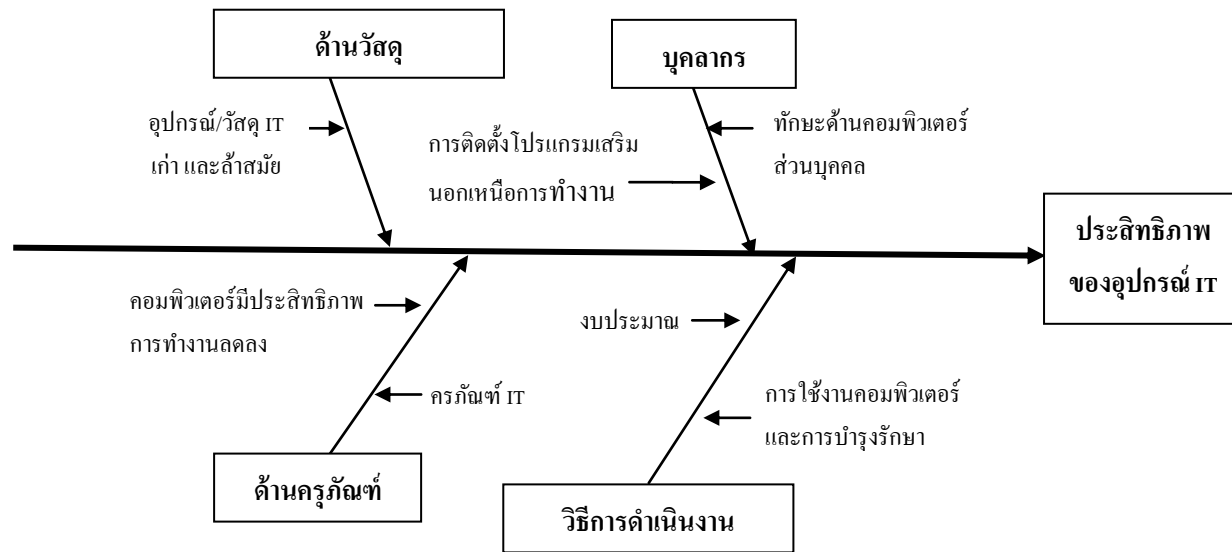 ด้านวัสดุ
บุคลากร
อุปกรณ์/วัสดุ IT
เก่า และล้าสมัย
การติดตั้งโปรแกรมเสริม
นอกเหนือการทำงาน
ทักษะด้านคอมพิวเตอร์
ส่วนบุคคล
ประสิทธิภาพ
ของอุปกรณ์ IT
คอมพิวเตอร์มีประสิทธิภาพ
การทำงานลดลง
งบประมาณ
ครภัณฑ์ IT
การใช้งานคอมพิวเตอร์
และการบำรุงรักษา
ด้านครุภัณฑ์
วิธีการดำเนินงาน